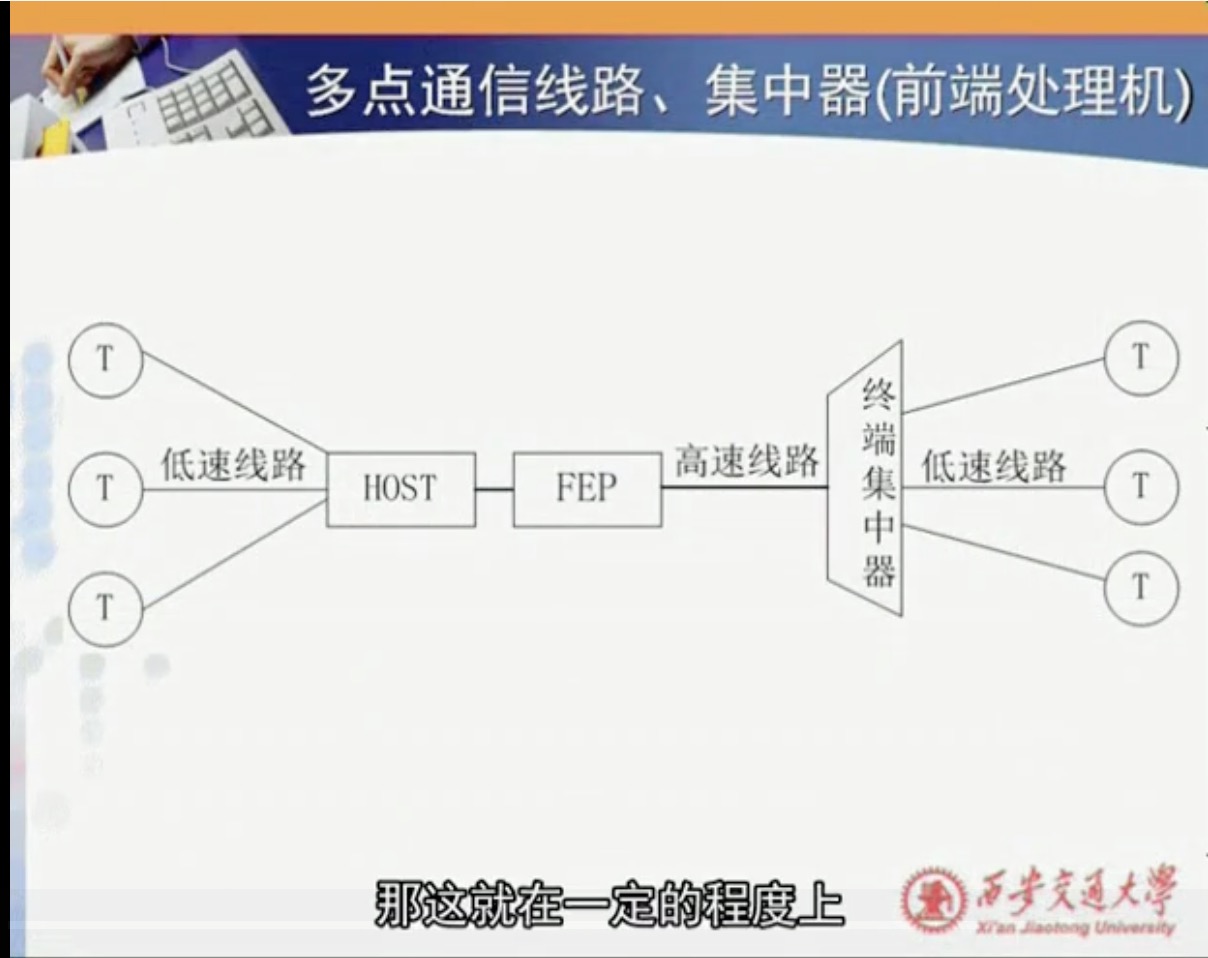 多点通信线路、集中器(前端处理机)
T
T
低速线路
HOST
FEP
高速线路
终端集中器
低速线路
T
T
T
T
那这就在一定的程度上
西安交通大學
Xi'an Jiaotong University